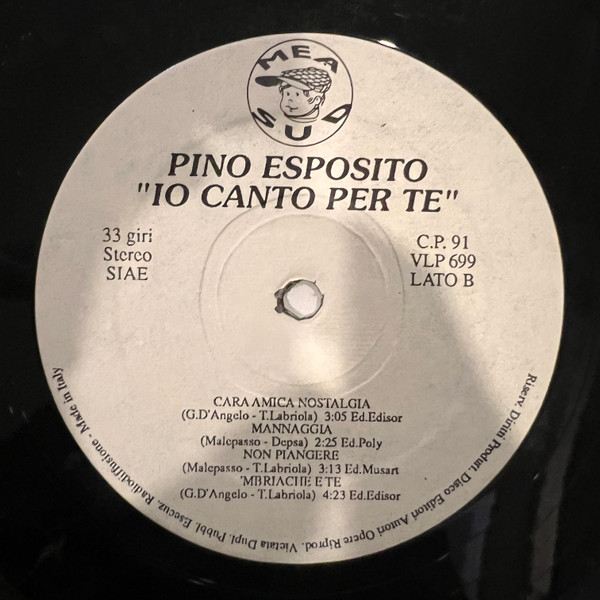 MEA
SUD
PINO ESPOSITO
"IO CANTO PER TE"
33 giri
Stereo
SIAE
C.P. 91
VLP 699
LATO B
CARA AMICA NOSTALGIA
(G.D'Angelo - T.Labriola) 3:05 Ed.Edisor
MANNAGGIA
(Malepasso - Depsa) 2:25 Ed.Poly
NON PIANGERE
(Malepasso - T.Labriola) 3:13 Ed.Musart
'MBRIACHE E TE
(G.D'Angelo - T.Labriola) 4:23 Ed.Edisor
Riserv. Diritti Produt. Disco Editori Autori Opere Riprod. Vietata Dupl. Pubbl. Esecuz. Radiodiffusione - Made in Italy